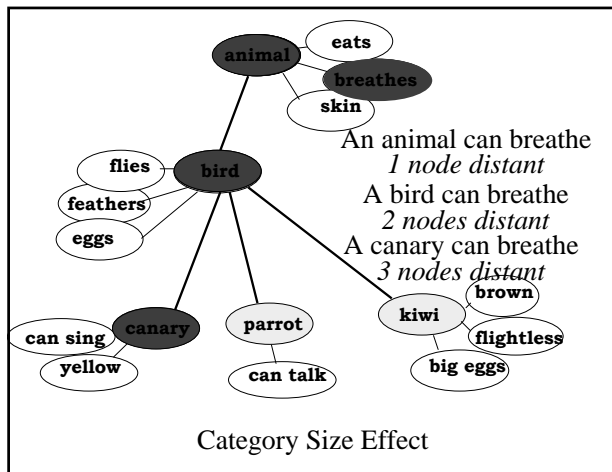 eats
animal
breathes
skin
An animal can breathe
1 node distant
flies
bird
A bird can breathe
feathers
2 nodes distant
eggs
A canary can breathe
3 nodes distant
brown
canary
parrot
kiwi
can sing
flightless
yellow
can talk
big eggs
Category Size Effect